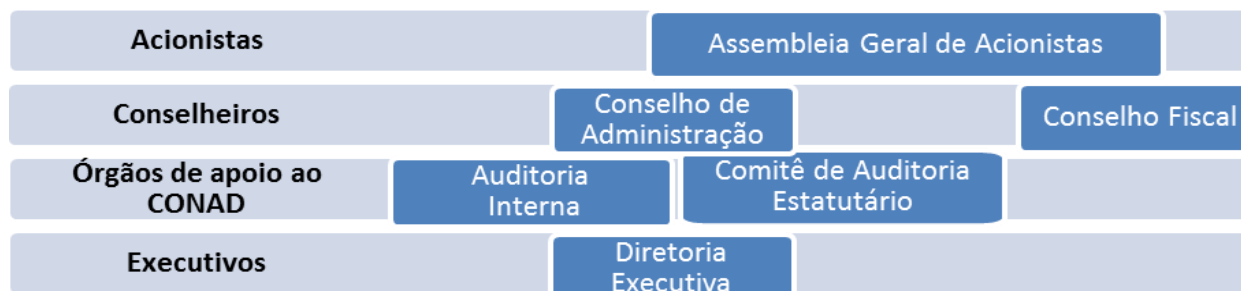 Acionistas
Assembleia Geral de Acionistas
Conselheiros
Conselho de
Administração
Conselho Fiscal
Órgãos de apoio ao
CONAD
Auditoria
Interna
Comitê de Auditoria
Estatutário
Executivos
Diretoria
Executiva